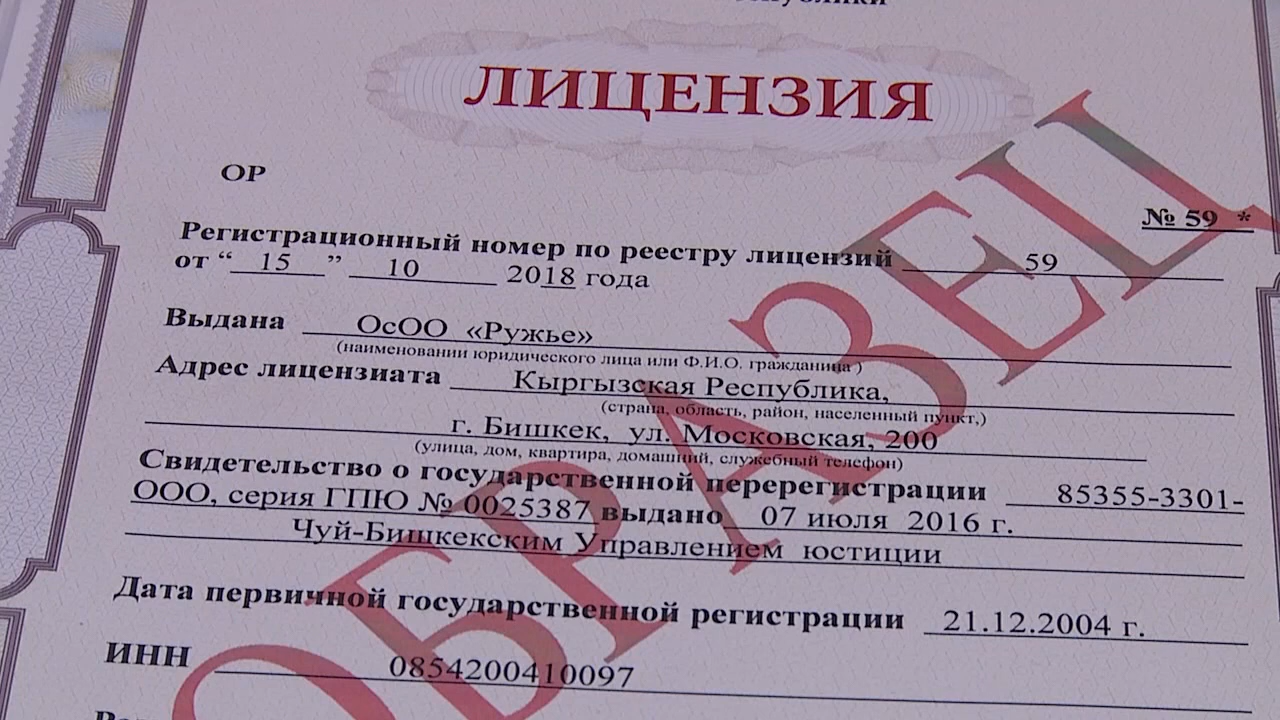 ЛИЦЕНЗИЯ
ОР
№ 59 *
Регистрационный номер по реестру лицензий 59
от “ 15 ” 10 2018 года
Выдана ОсОО «Ружье»
(наименовании юридического лица или Ф.И.О. гражданина )
Адрес лицензиата Кыргызская Республика,
(страна, область, район, населенный пункт,)
г. Бишкек, ул. Московская, 200
(улица, дом, квартира, домашний, служебный телефон)
Свидетельство о государственной перерегистрации 85355-3301-
ООО, серия ГПЮ № 0025387 выдано 07 июля 2016 г.
Чуй-Бишкекским Управлением юстиции
Дата первичной государственной регистрации 21.12.2004 г.
ИНН 0854200410097
ОБРАЗЕЦ